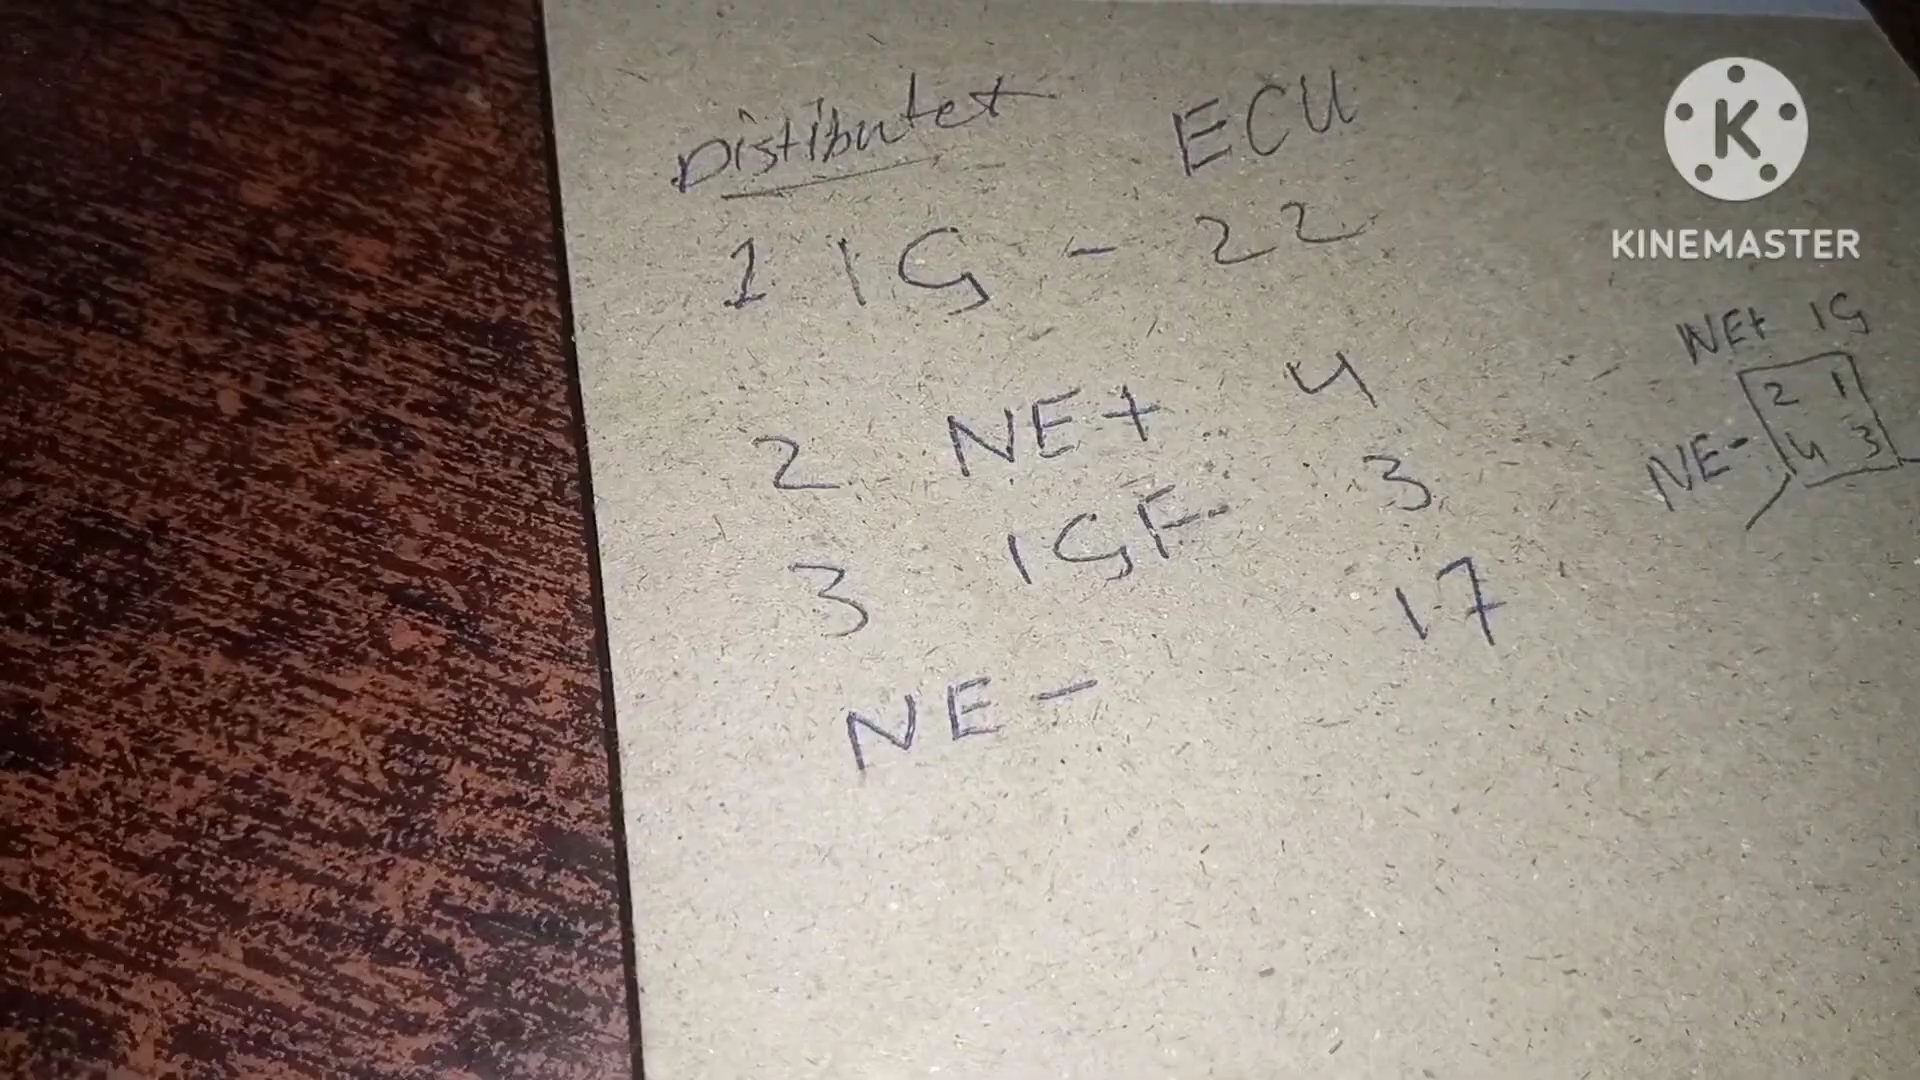 Distibuter ECU
1 IG - 22
2 NE+ 4
3 IGF 3
NE - 17
KINEMASTER
NE+ IG
2 1
NE- 4 3